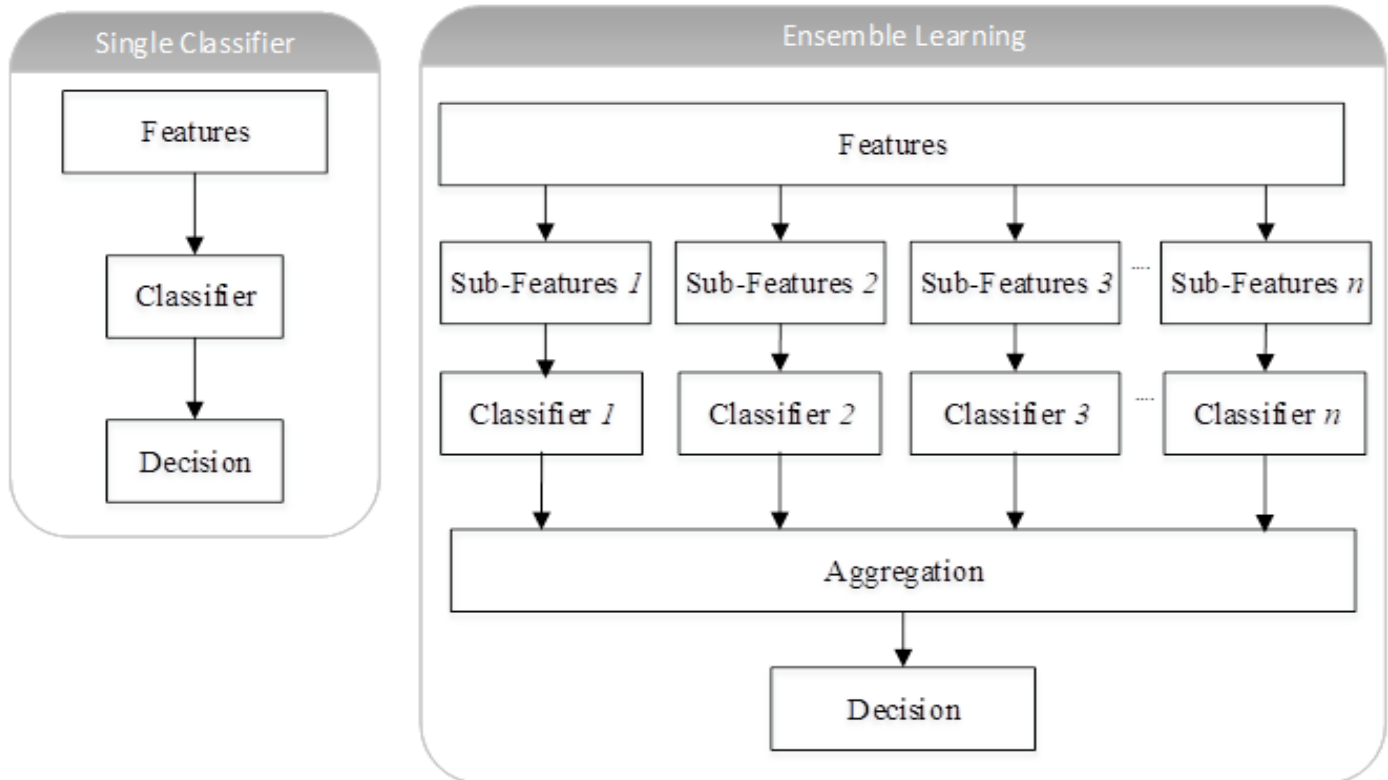 Single Classifier
Features
Classifier
Decision
Ensemble Learning
Features
Sub-Features 1 Sub-Features 2 Sub-Features 3 .... Sub-Features n
Classifier 1 Classifier 2 Classifier 3 .... Classifier n
Aggregation
Decision